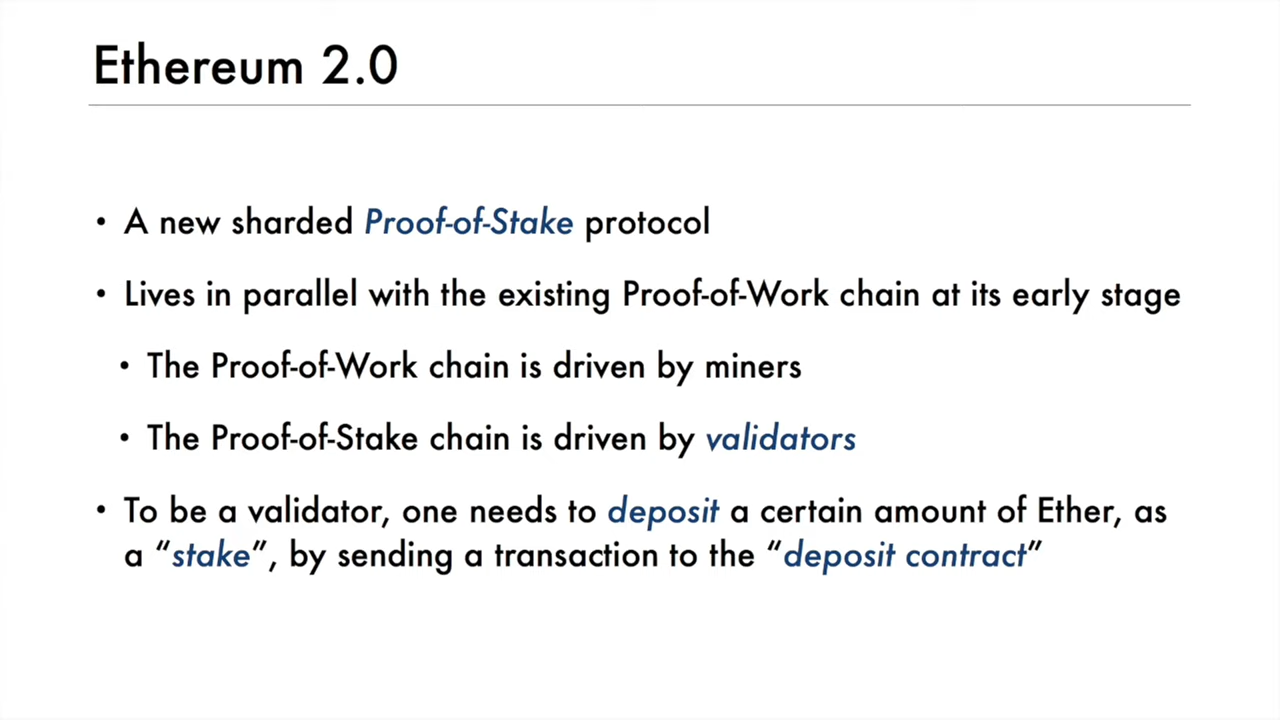 Ethereum 2.0
• A new sharded Proof-of-Stake protocol
• Lives in parallel with the existing Proof-of-Work chain at its early stage
• The Proof-of-Work chain is driven by miners
• The Proof-of-Stake chain is driven by validators
• To be a validator, one needs to deposit a certain amount of Ether, as
a “stake”, by sending a transaction to the “deposit contract”